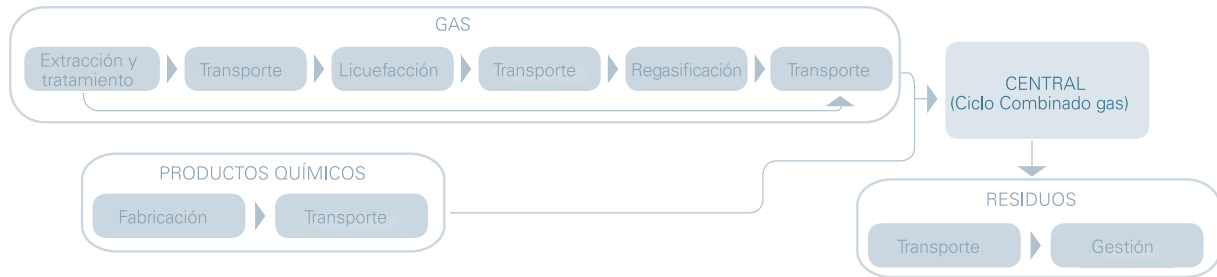 GAS
Extracción y
tratamiento
Transporte
Licuefacción
Transporte
Regasificación
Transporte
CENTRAL
(Ciclo Combinado gas)
PRODUCTOS QUÍMICOS
Fabricación
Transporte
RESIDUOS
Transporte
Gestión